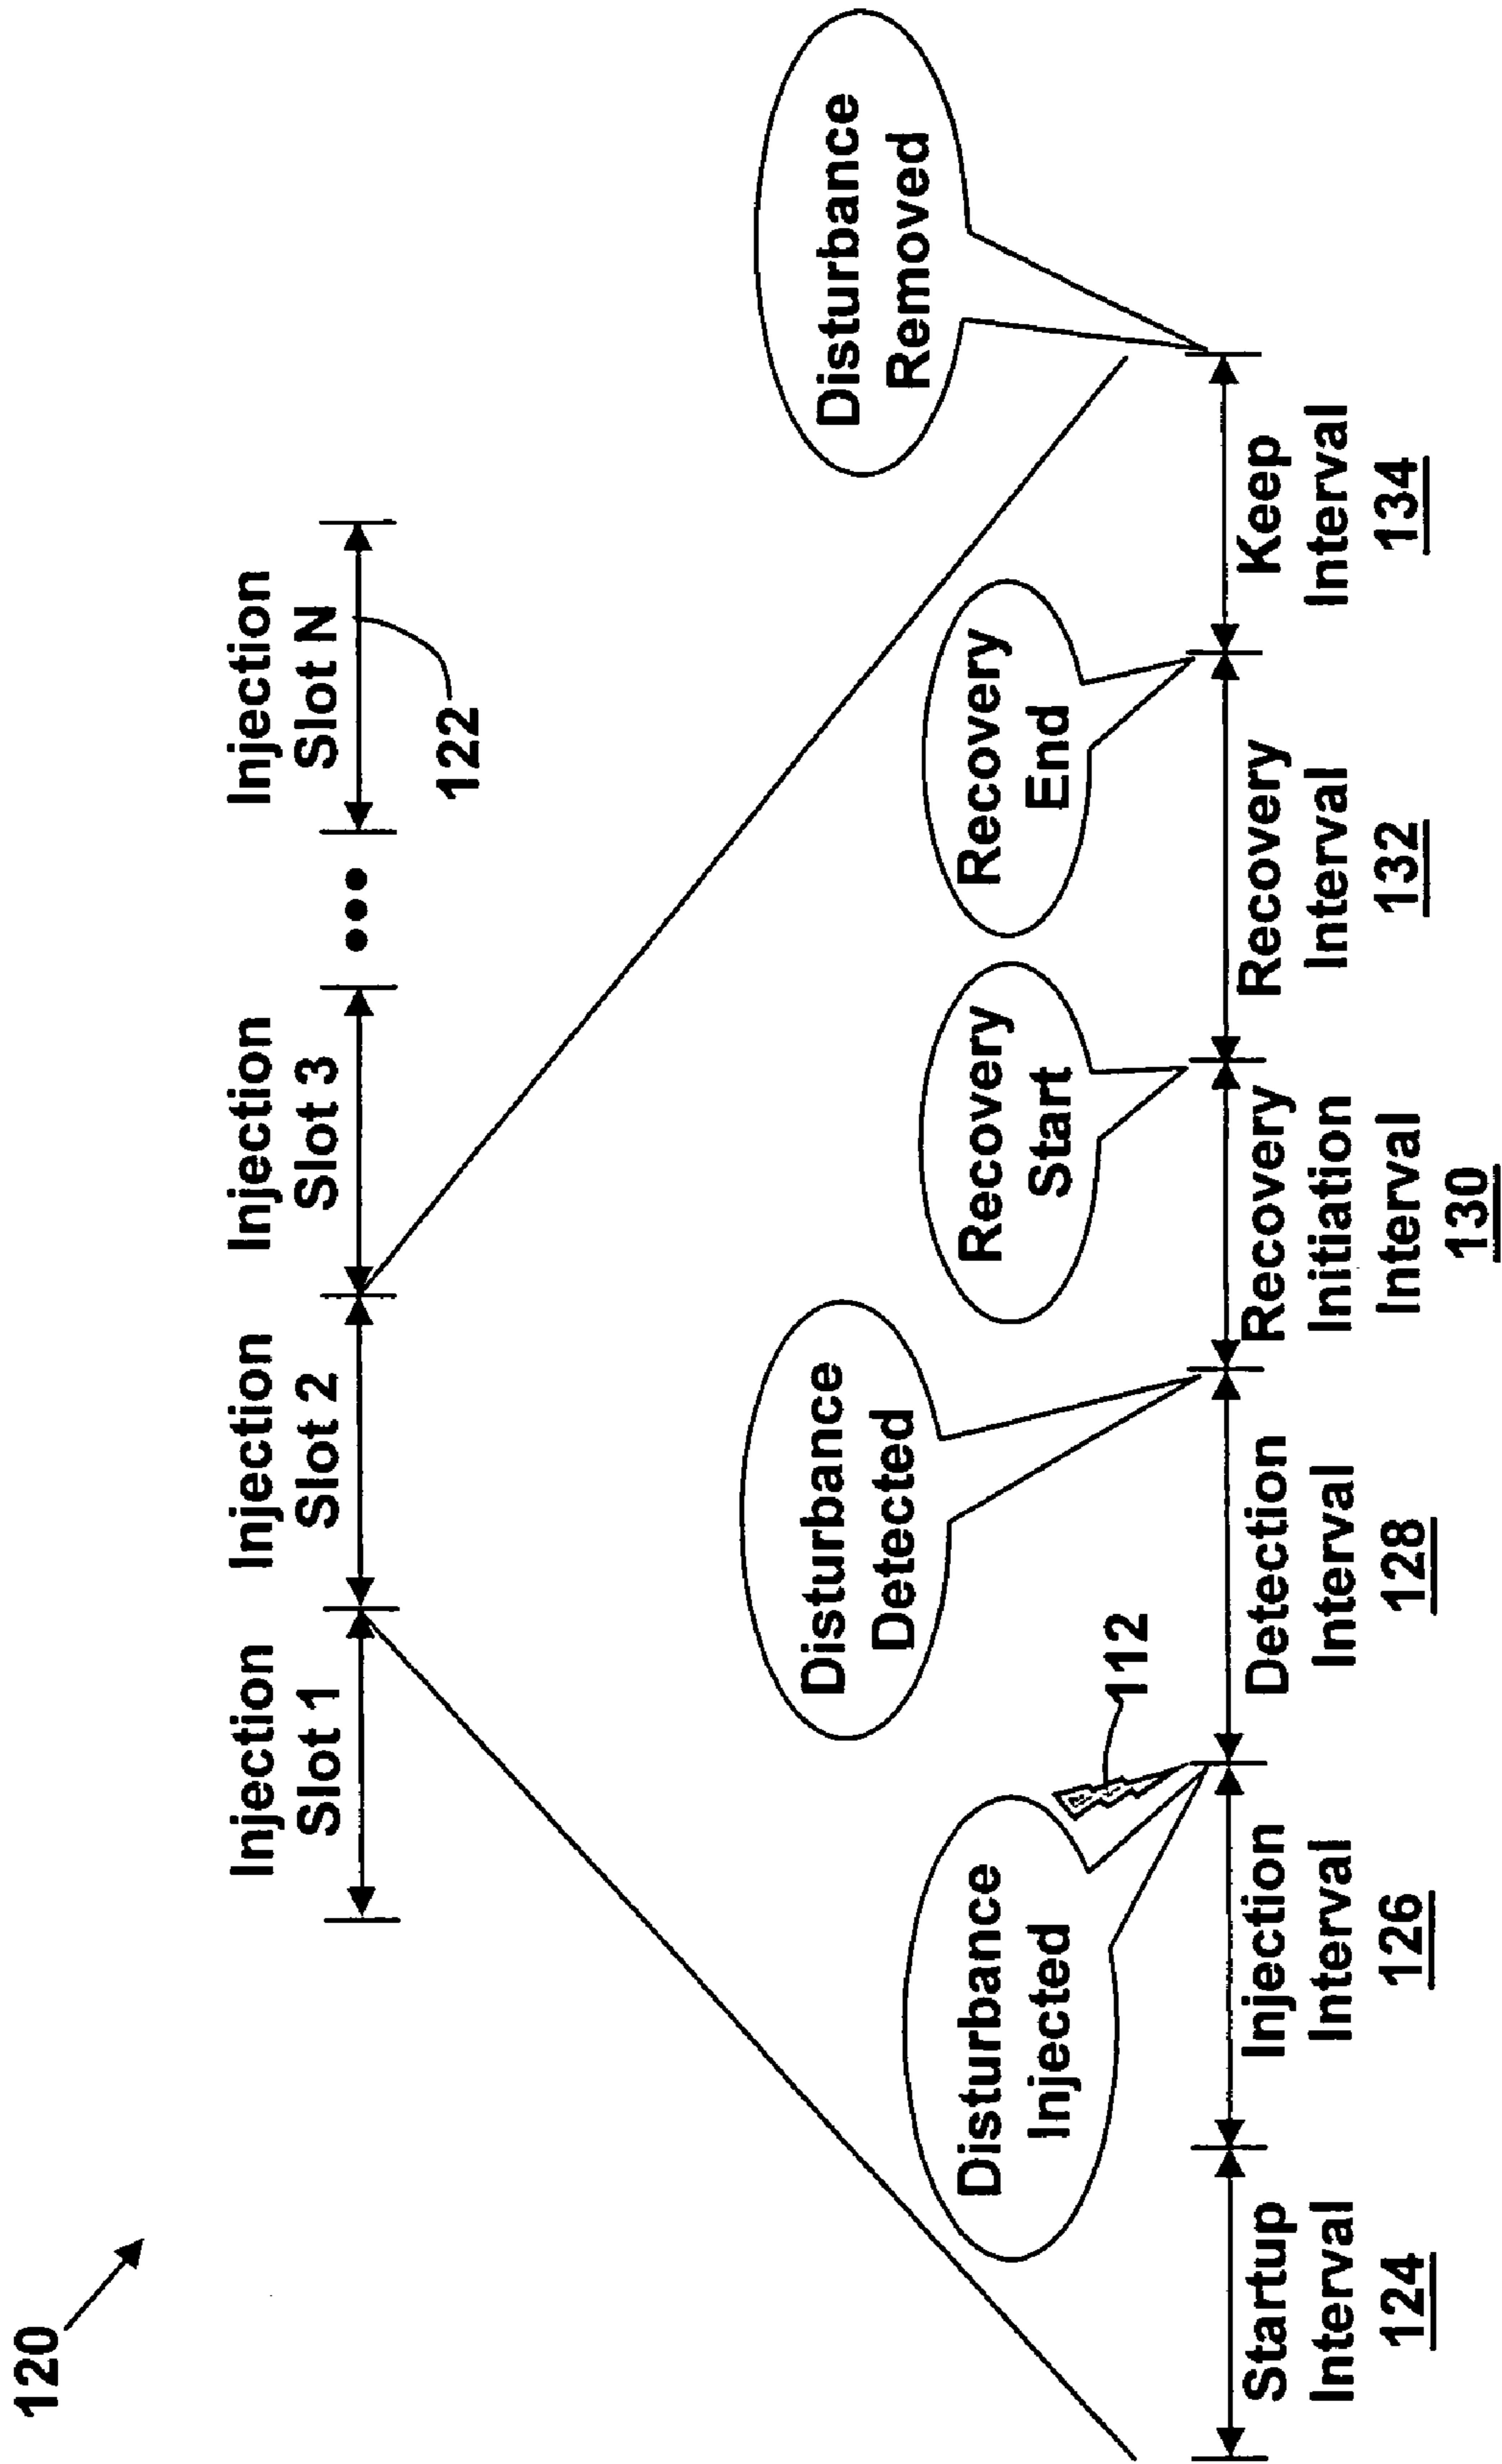 120
Injection
Slot 1
Injection
Slot 2
Injection
Slot 3
Injection
Slot N
122
Disturbance
Injected
112
Disturbance
Detected
Recovery
Start
Recovery
End
Disturbance
Removed
Startup
Interval
124
Injection
Interval
126
Detection
Interval
128
Recovery
Initiation
Interval
130
Recovery
Interval
132
Keep
Interval
134